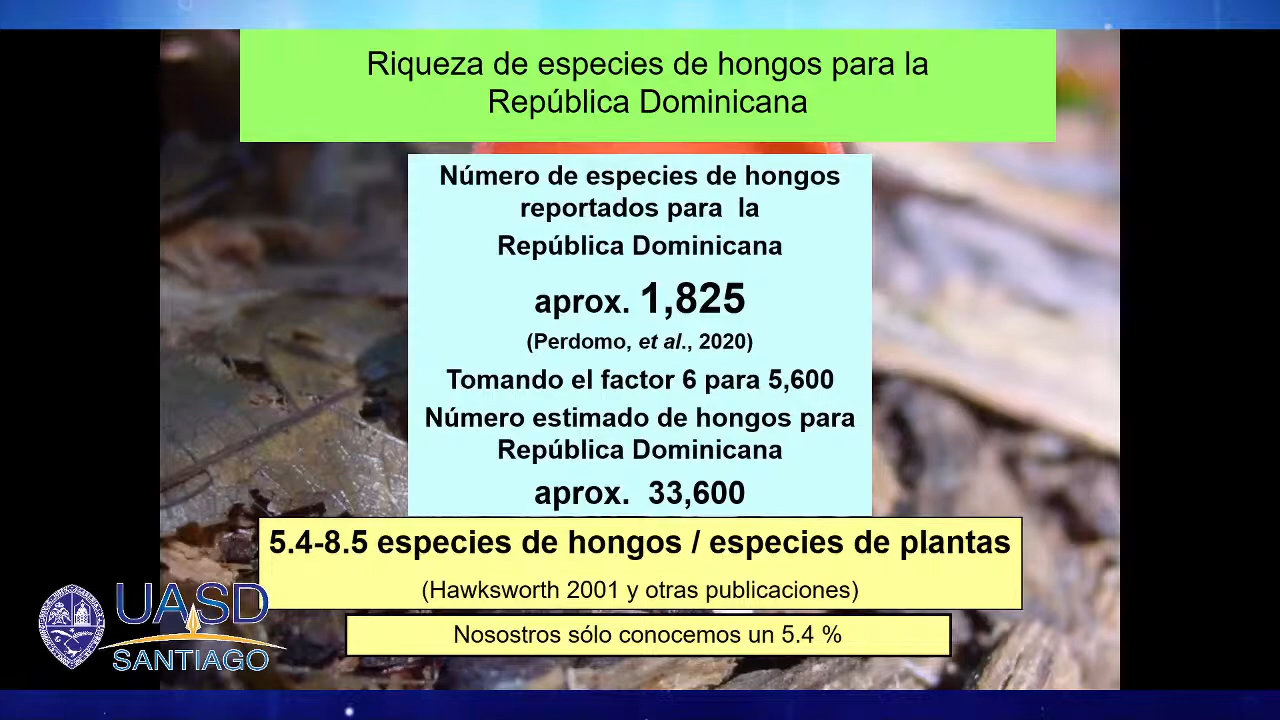 Riqueza de especies de hongos para la
República Dominicana
Número de especies de hongos
reportados para la
República Dominicana
aprox. 1,825
(Perdomo, et al., 2020)
Tomando el factor 6 para 5,600
Número estimado de hongos para
República Dominicana
aprox. 33,600
5.4-8.5 especies de hongos / especies de plantas
(Hawksworth 2001 y otras publicaciones)
Nosostros sólo conocemos un 5.4 %
UASD
SANTIAGO